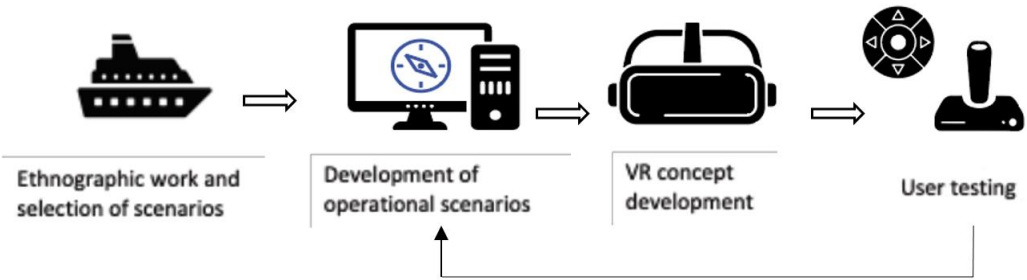 Ethnographic work and
selection of scenarios
Development of
operational scenarios
VR concept
development
User testing